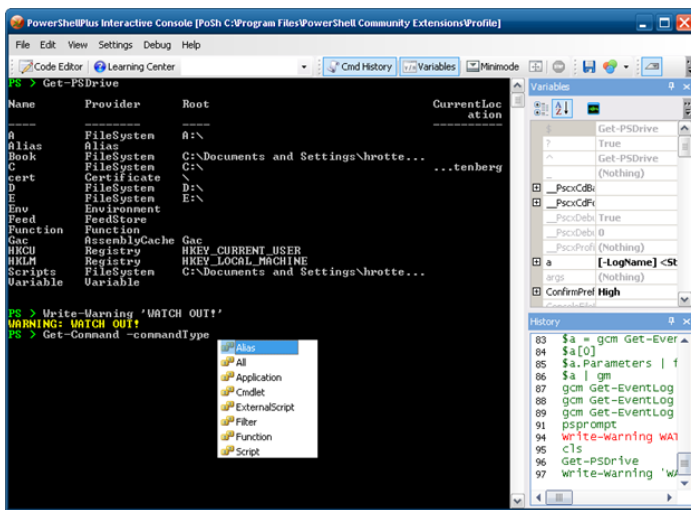 PowerShellPlus Interactive Console [PoSh C:\Program Files\PowerShell Community Extensions\Profile]
File Edit View Settings Debug Help
Code Editor Learning Center Cmd History Variables Minimode
PS > Get-PSDrive
Name Provider Root CurrentLoc
ation
---- -------- ---- ----------
A FileSystem A:\
Alias Alias
Book FileSystem C:\Documents and Settings\hrotte...
C FileSystem C:\ ...tenberg
cert Certificate \
D FileSystem D:\
E FileSystem E:\
Env Environment
Feed FeedStore
Function Function
Gac AssemblyCache Gac
HKCU Registry HKEY_CURRENT_USER
HKLM Registry HKEY_LOCAL_MACHINE
Scripts FileSystem C:\Documents and Settings\hrotte...
Variable Variable
PS > Write-Warning 'WATCH OUT!'
WARNING: WATCH OUT!
PS > Get-Command -commandType
Alias
All
Application
Cmdlet
ExternalScript
Filter
Function
Script
Variables
$ Get-PSDrive
? True
^ Get-PSDrive
_ (Nothing)
__PscxCdBa
__PscxCdFo
__PscxDebu True
__PscxDebu 0
__PscxProfi (Nothing)
a [-LogName] <St
args (Nothing)
ConfirmPref High
History
83 $a = gcm Get-Ever
84 $a[0]
85 $a.Parameters | f
86 $a | gm
87 gcm Get-EventLog
88 gcm Get-EventLog
89 gcm Get-EventLog
91 psprompt
94 Write-Warning WAT
95 cls
96 Get-PSDrive
97 Write-Warning 'WA